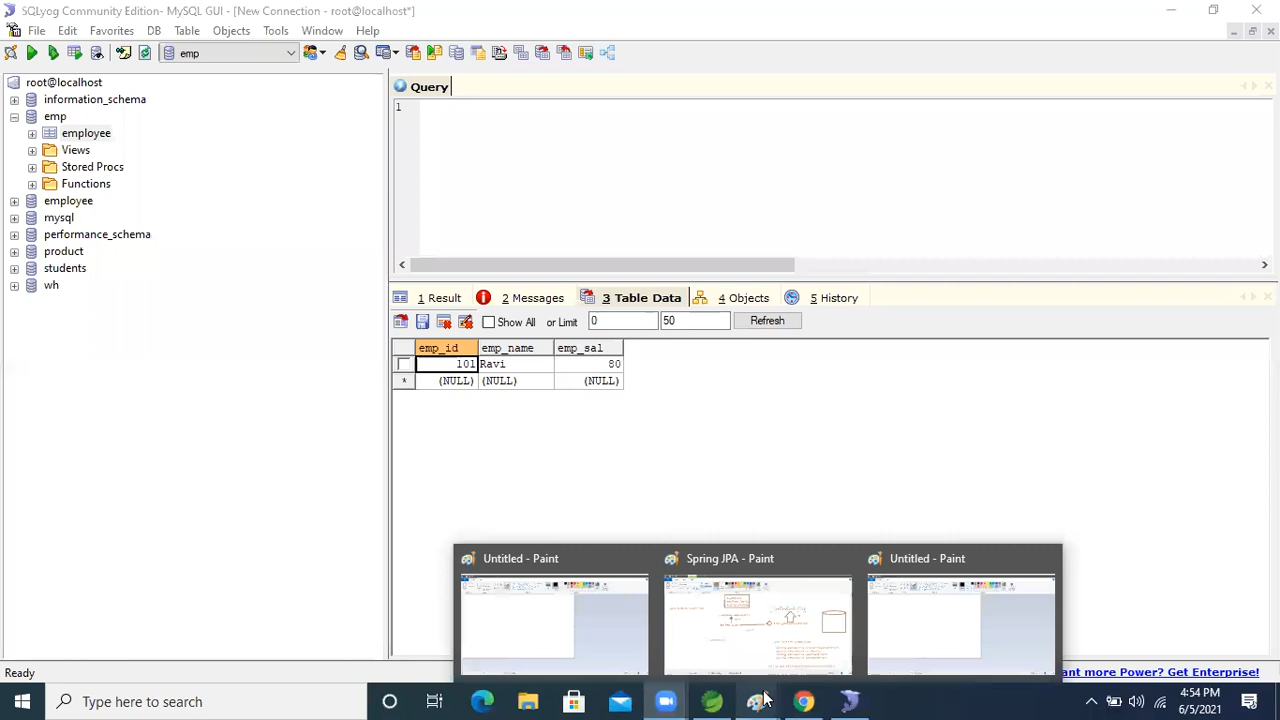 SQLyog Community Edition- MySQL GUI - [New Connection - root@localhost*]
File Edit Favorites DB Table Objects Tools Window Help
emp
root@localhost
information_schema
emp
employee
Views
Stored Procs
Functions
employee
mysql
performance_schema
product
students
wh
Query
1
1 Result 2 Messages 3 Table Data 4 Objects 5 History
Show All or Limit 0 50 Refresh
emp_id emp_name emp_sal
101 Ravi 80
* (NULL) (NULL) (NULL)
Untitled - Paint Spring JPA - Paint Untitled - Paint
Ready
ant more Power? Get Enterprise!
Type here to search
4:54 PM
6/5/2021